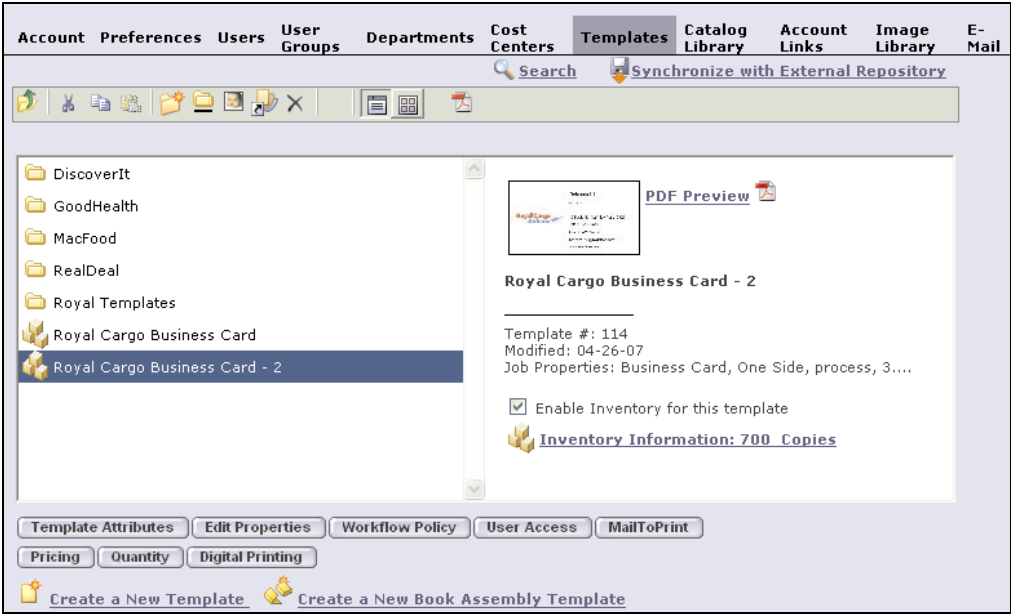 Account Preferences Users User Groups Departments Cost Centers Templates Catalog Library Account Links Image Library E-Mail
Search Synchronize with External Repository
DiscoverIt
GoodHealth
MacFood
RealDeal
Royal Templates
Royal Cargo Business Card
Royal Cargo Business Card - 2
PDF Preview
Royal Cargo Business Card - 2
Template #: 114
Modified: 04-26-07
Job Properties: Business Card, One Side, process, 3....
Enable Inventory for this template
Inventory Information: 700 Copies
Template Attributes Edit Properties Workflow Policy User Access MailToPrint
Pricing Quantity Digital Printing
Create a New Template Create a New Book Assembly Template